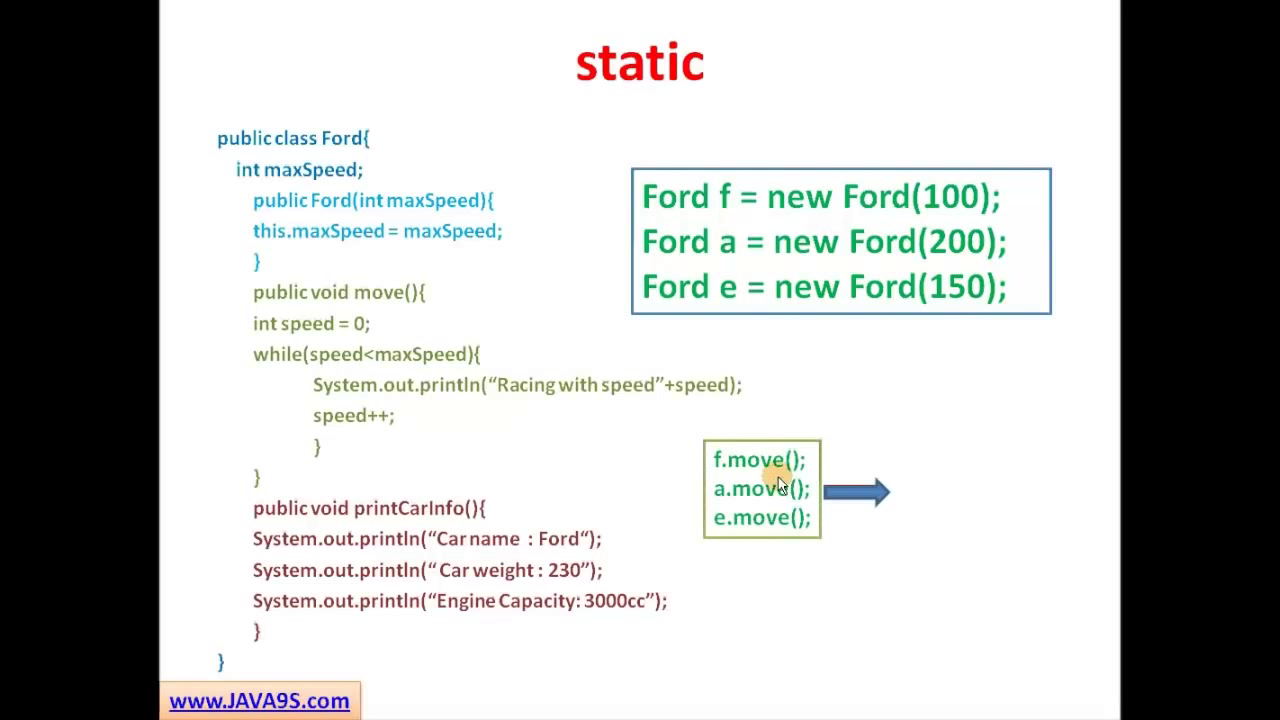 static
public class Ford{
int maxSpeed;
public Ford(int maxSpeed){
this.maxSpeed = maxSpeed;
}
public void move(){
int speed = 0;
while(speed<maxSpeed){
System.out.println(“Racing with speed”+speed);
speed++;
}
}
public void printCarInfo(){
System.out.println(“Car name : Ford“);
System.out.println(“ Car weight : 230”);
System.out.println(“Engine Capacity: 3000cc”);
}
}
Ford f = new Ford(100);
Ford a = new Ford(200);
Ford e = new Ford(150);
f.move();
a.move();
e.move();
www.JAVA9S.com